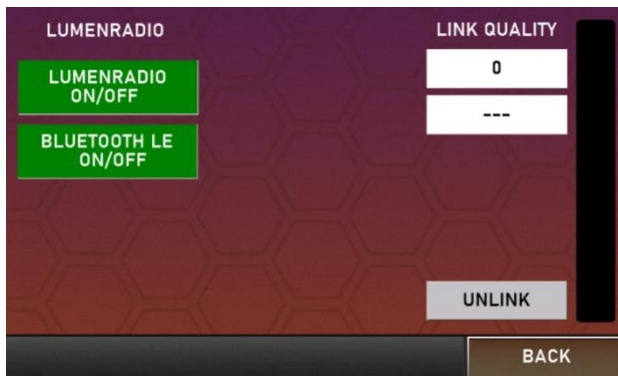 LUMENRADIO
LINK QUALITY
LUMENRADIO
ON/OFF
0
---
BLUETOOTH LE
ON/OFF
UNLINK
BACK